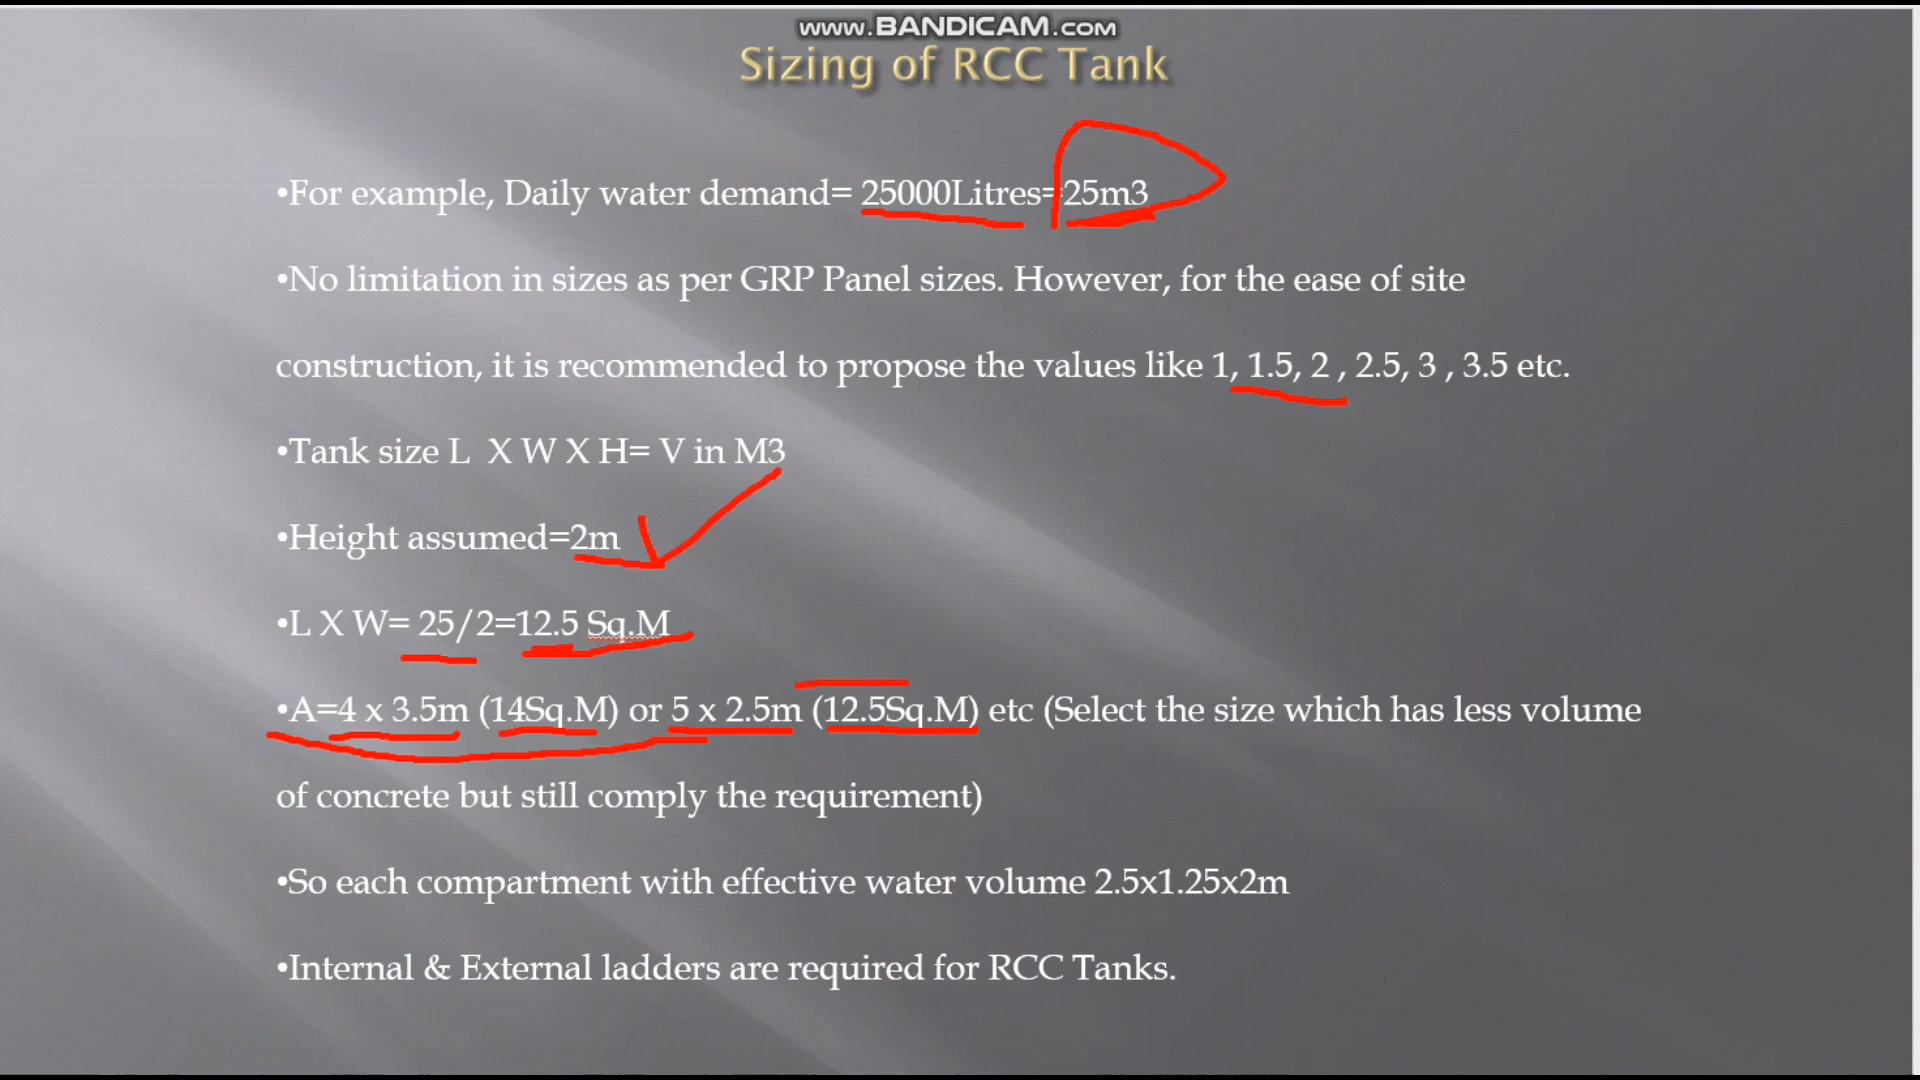 www.BANDICAM.com
Sizing of RCC Tank
•For example, Daily water demand= 25000Litres=25m3
•No limitation in sizes as per GRP Panel sizes. However, for the ease of site
construction, it is recommended to propose the values like 1, 1.5, 2 , 2.5, 3 , 3.5 etc.
•Tank size L  X W X H= V in M3
•Height assumed=2m
•L X W= 25/2=12.5 Sq.M
•A=4 x 3.5m (14Sq.M) or 5 x 2.5m (12.5Sq.M) etc (Select the size which has less volume
of concrete but still comply the requirement)
•So each compartment with effective water volume 2.5x1.25x2m
•Internal & External ladders are required for RCC Tanks.